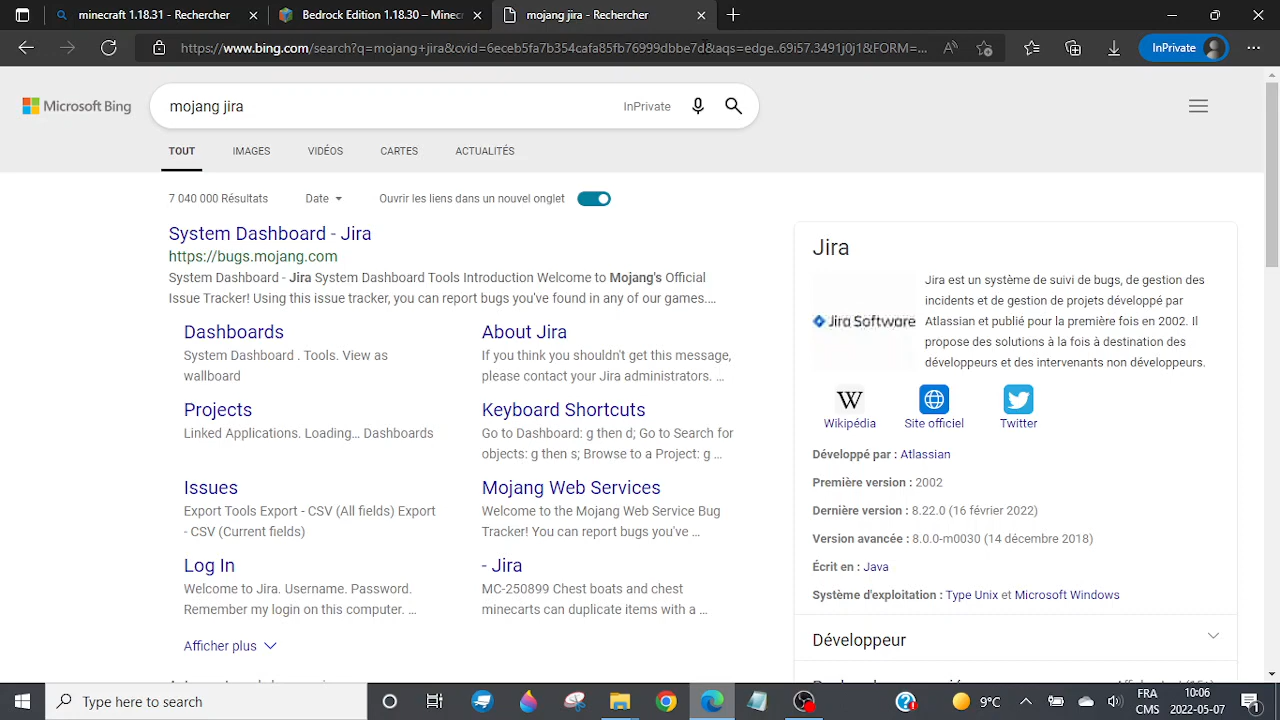 minecraft 1.18.31 - Rechercher
Bedrock Edition 1.18.30 – Minecr
mojang jira - Rechercher
https://www.bing.com/search?q=mojang+jira&cvid=6eceb5fa7b354cafa85fb76999dbbe7d&aqs=edge..69i57.3491j0j1&FORM=...
InPrivate
Microsoft Bing
mojang jira
InPrivate
TOUT
IMAGES
VIDÉOS
CARTES
ACTUALITÉS
7 040 000 Résultats
Date
Ouvrir les liens dans un nouvel onglet
System Dashboard - Jira
https://bugs.mojang.com
System Dashboard - Jira System Dashboard Tools Introduction Welcome to Mojang's Official
Issue Tracker! Using this issue tracker, you can report bugs you've found in any of our games....
Dashboards
System Dashboard . Tools. View as
wallboard
About Jira
If you think you shouldn't get this message,
please contact your Jira administrators. ...
Projects
Linked Applications. Loading... Dashboards
Keyboard Shortcuts
Go to Dashboard: g then d; Go to Search for
objects: g then s; Browse to a Project: g ...
Issues
Export Tools Export - CSV (All fields) Export
- CSV (Current fields)
Mojang Web Services
Welcome to the Mojang Web Service Bug
Tracker! You can report bugs you've ...
Log In
Welcome to Jira. Username. Password.
Remember my login on this computer. ...
- Jira
MC-250899 Chest boats and chest
minecarts can duplicate items with a ...
Afficher plus
Jira
Jira Software
Jira est un système de suivi de bugs, de gestion des
incidents et de gestion de projets développé par
Atlassian et publié pour la première fois en 2002. Il
propose des solutions à la fois à destination des
développeurs et des intervenants non développeurs.
Wikipédia
Site officiel
Twitter
Développé par : Atlassian
Première version : 2002
Dernière version : 8.22.0 (16 février 2022)
Version avancée : 8.0.0-m0030 (14 décembre 2018)
Écrit en : Java
Système d'exploitation : Type Unix et Microsoft Windows
Développeur
Type here to search
9°C
FRA
CMS
10:06
2022-05-07